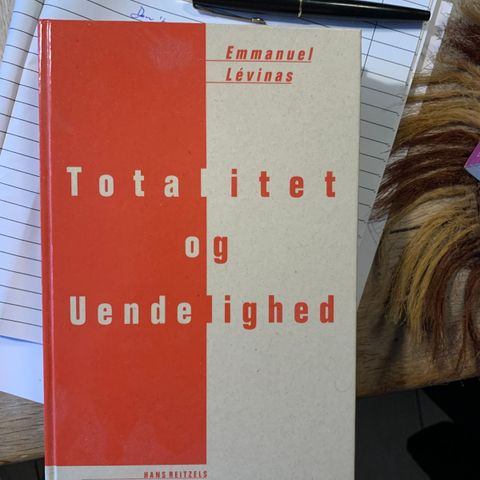 Emmanuel
Lévinas
Totalitet
og
Uendelighed
HANS REITZELS